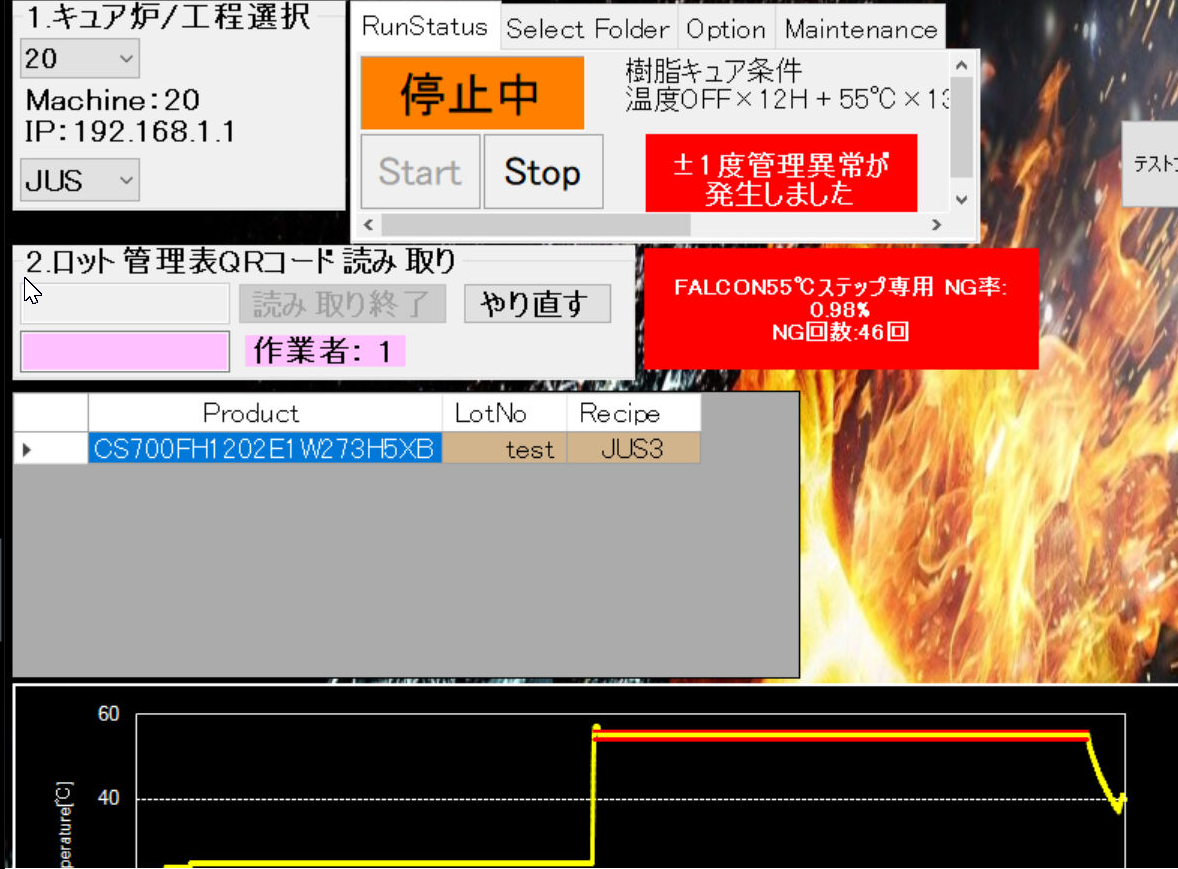 1.キュア炉/工程選択
20
Machine:20
IP:192.168.1.1
JUS
RunStatus
Select Folder
Option
Maintenance
停止中
樹脂キュア条件
温度OFF×12H + 55℃ ×
Start
Stop
±1度管理異常が
発生しました
2.ロット管理表QRコード読み取り
読み取り終了
やり直す
作業者: 1
FALCON55℃ステップ専用 NG率:
0.98%
NG回数:46回
Product LotNo Recipe
CS700FH1202E1W273H5XB test JUS3
60
40